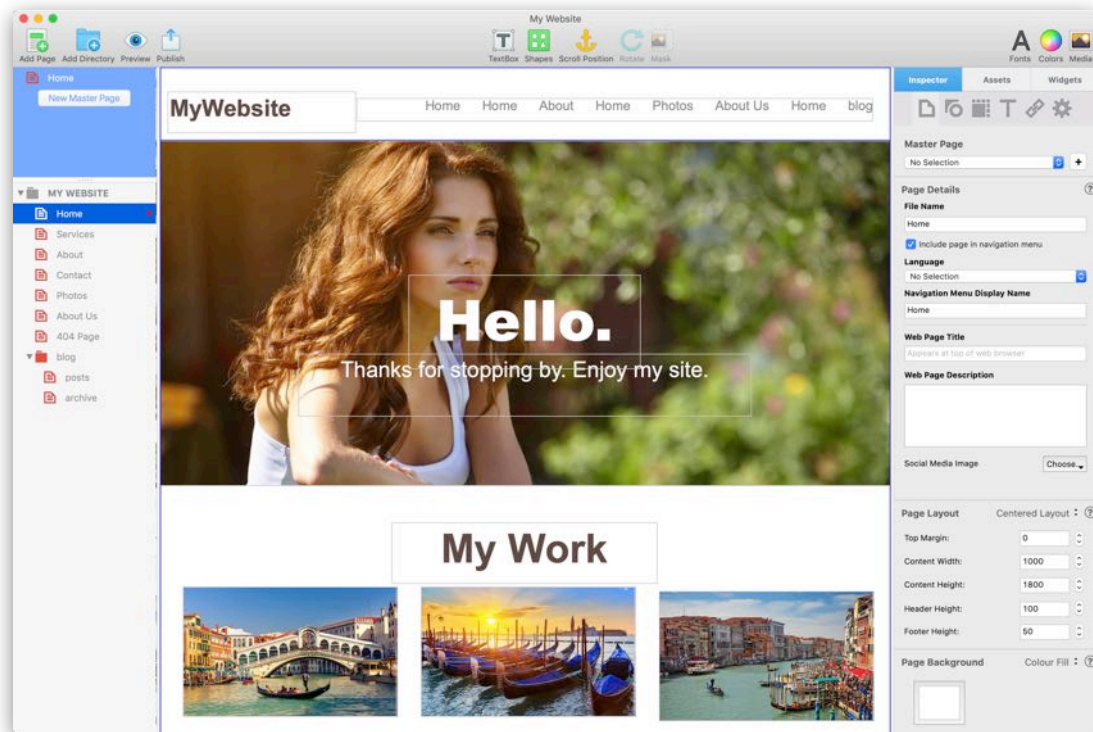 My Website
Add Page Add Directory Preview Publish
TextBox Shapes Scroll Position Rotate Mask
Fonts Colors Media
Home
New Master Page
MY WEBSITE
Home
Services
About
Contact
Photos
About Us
404 Page
blog
posts
archive
MyWebsite
Home Home About Home Photos About Us Home blog
Hello.
Thanks for stopping by. Enjoy my site.
My Work
Inspector Assets Widgets
Master Page
No Selection +
Page Details ?
File Name
Home
Include page in navigation menu
Language
No Selection
Navigation Menu Display Name
Home
Web Page Title
Appears at top of web browser
Web Page Description
Social Media Image Choose...
Page Layout Centered Layout ?
Top Margin: 0
Content Width: 1000
Content Height: 1800
Header Height: 100
Footer Height: 50
Page Background Colour Fill ?